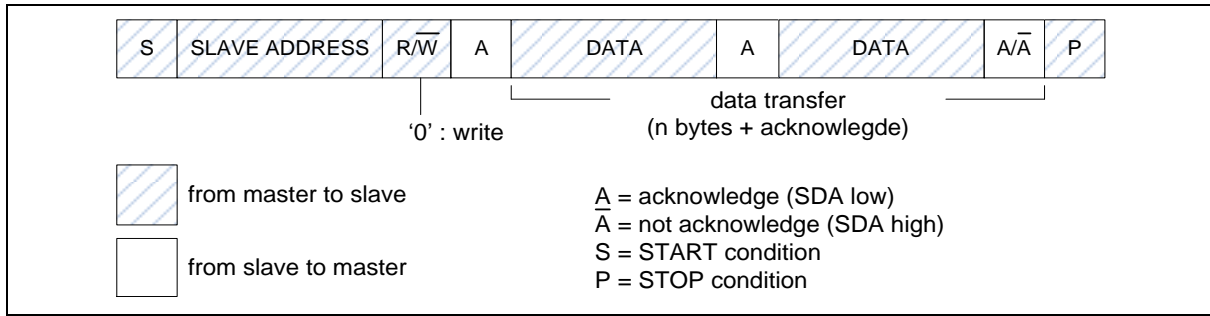 S SLAVE ADDRESS R/W̅ A DATA A DATA A/A̅ P
data transfer
(n bytes + acknowlegde)
‘0’ : write
from master to slave
from slave to master
A = acknowledge (SDA low)
A̅ = not acknowledge (SDA high)
S = START condition
P = STOP condition